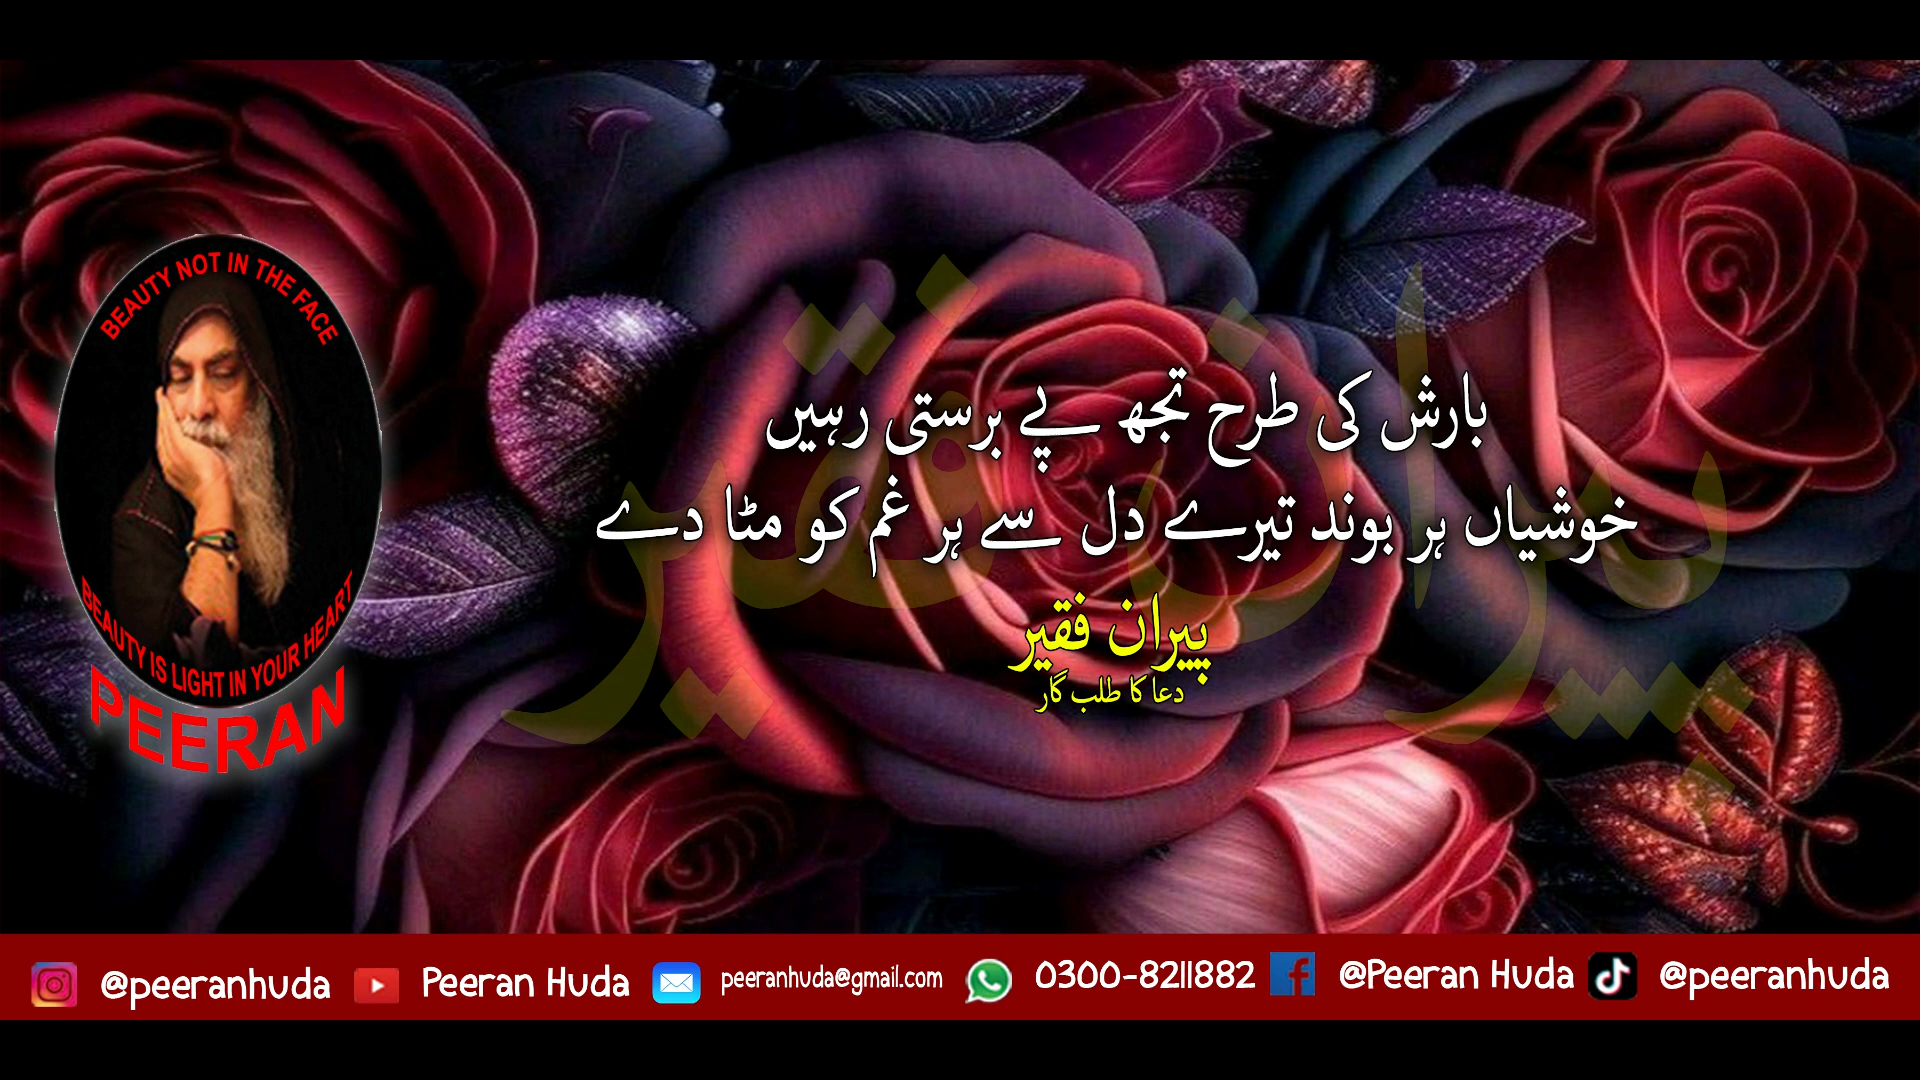 BEAUTY NOT IN THE FACE
BEAUTY IS LIGHT IN YOUR HEART
PEERAN
بارش کی طرح تجھ پے برستی رہیں
خوشیاں ہر بوند تیرے دل سے ہر غم کو مٹا دے
پیران فقیر
دعا کا طلب گار
پیران فقیر
@peeranhuda
Peeran Huda
peeranhuda@gmail.com
0300-8211882
@Peeran Huda
@peeranhuda